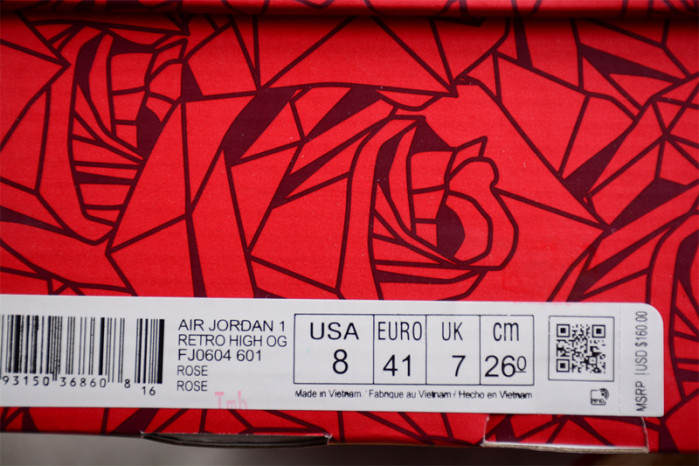 93150 36860 8 16
AIR JORDAN 1
RETRO HIGH OG
FJ0604 601
ROSE
ROSE
USA EURO UK cm
8 41 7 26.0
Made in Vietnam / Fabriqué au Vietnam / Hecho en Vietnam
MSRP |USD $160.00